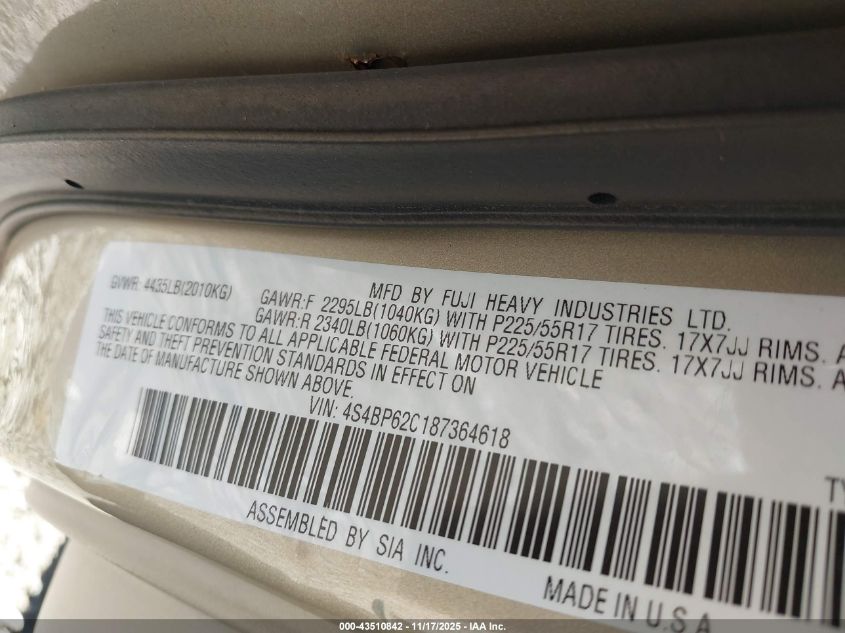 MFD BY FUJI HEAVY INDUSTRIES LTD.
GVWR: 4435LB(2010KG) GAWR:F 2295LB(1040KG) WITH P225/55R17 TIRES. 17X7JJ RIMS. A
GAWR:R 2340LB(1060KG) WITH P225/55R17 TIRES. 17X7JJ RIMS. A
THIS VEHICLE CONFORMS TO ALL APPLICABLE FEDERAL MOTOR VEHICLE
SAFETY AND THEFT PREVENTION STANDARDS IN EFFECT ON
THE DATE OF MANUFACTURE SHOWN ABOVE.
VIN: 4S4BP62C187364618
TY
ASSEMBLED BY SIA INC.
MADE IN U.S.A
000-43510842 - 11/17/2025 - IAA Inc.